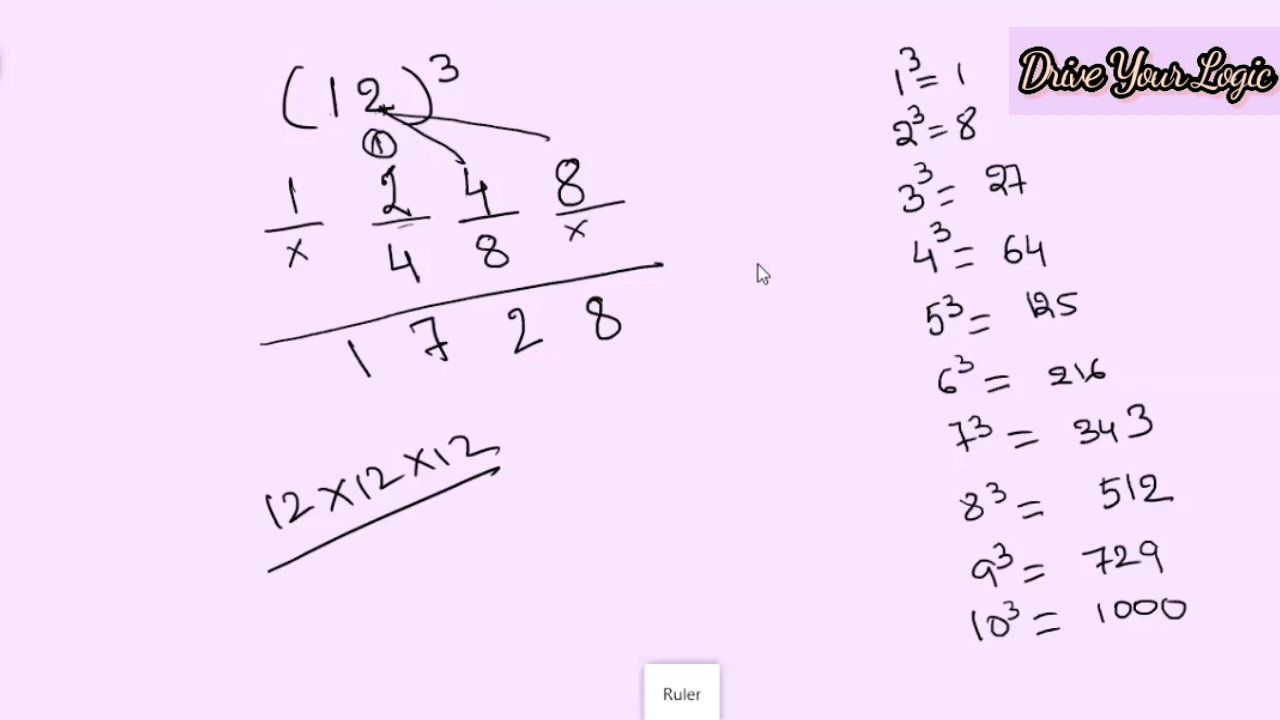 (12)³
1
1 2 4 8
x 4 8 x
1 7 2 8
12×12×12
1³= 1
2³= 8
3³= 27
4³= 64
5³= 125
6³= 216
7³= 343
8³= 512
9³= 729
10³= 1000
Drive Your Logic
Ruler